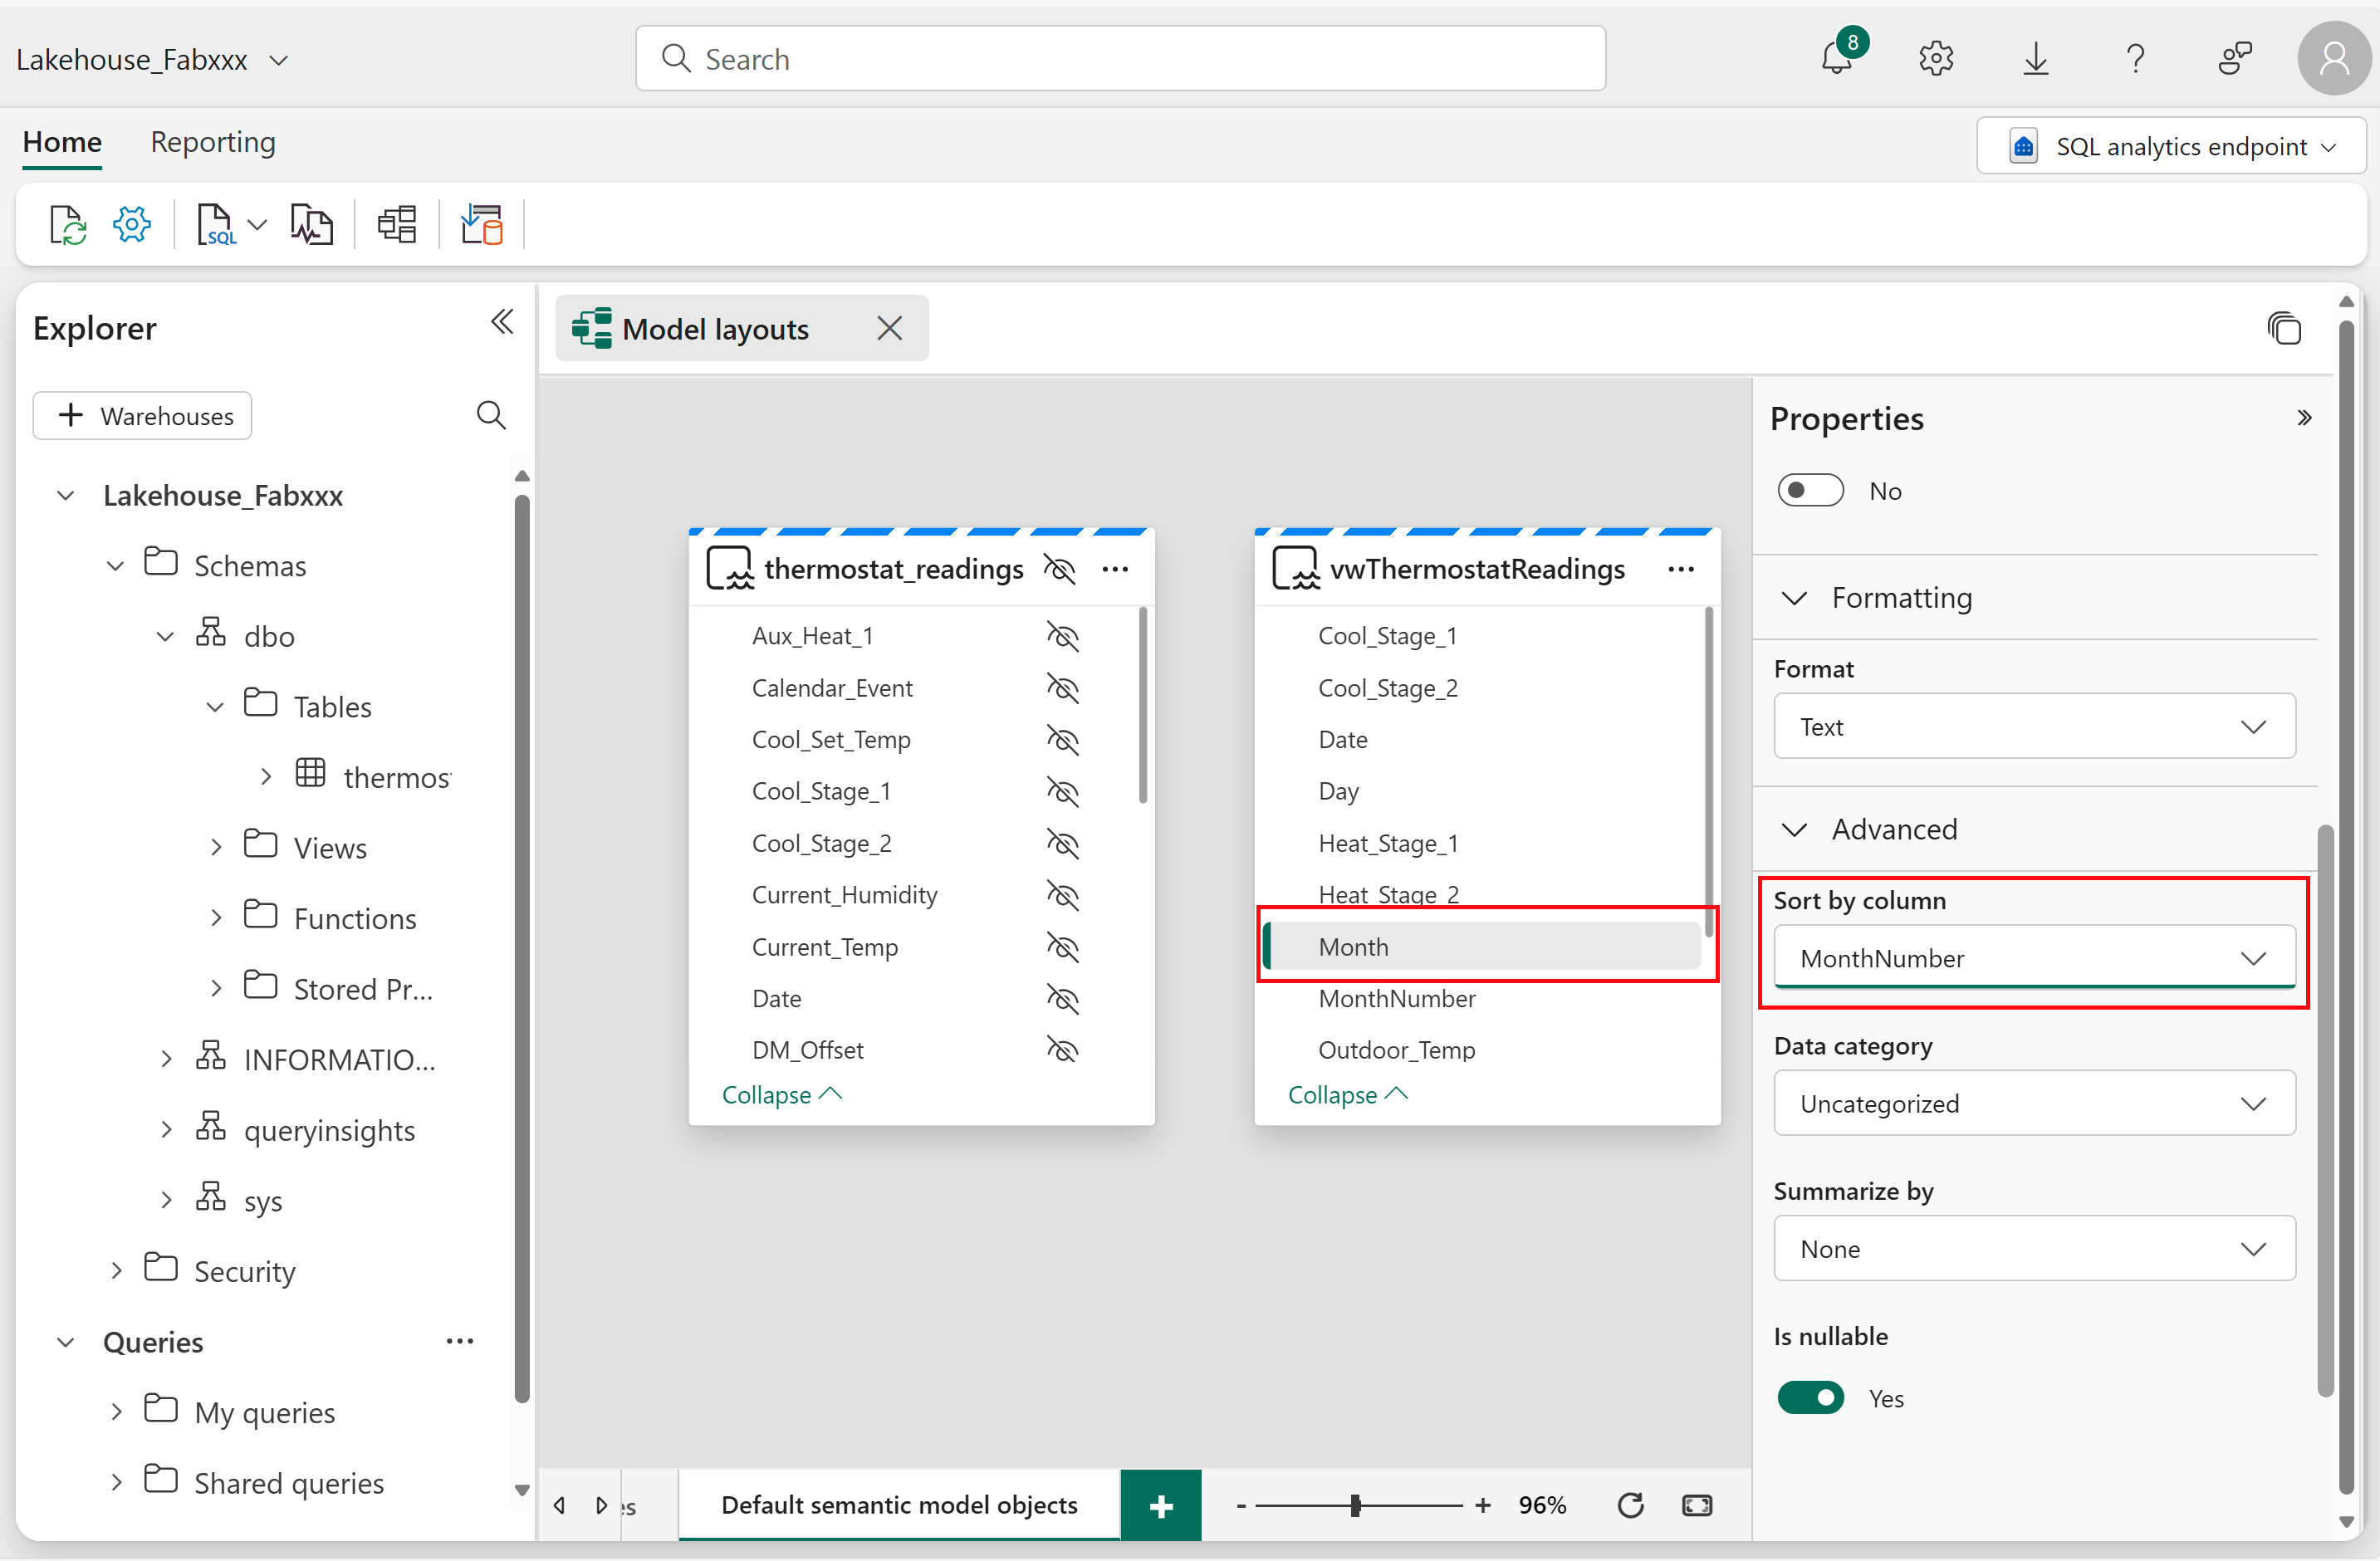 Lakehouse_Fabxxx
Search
8
Home
Reporting
SQL analytics endpoint
SQL
Explorer
Warehouses
Lakehouse_Fabxxx
Schemas
dbo
Tables
thermos
Views
Functions
Stored Pr...
INFORMATIO...
queryinsights
sys
Security
Queries
My queries
Shared queries
Model layouts
thermostat_readings
Aux_Heat_1
Calendar_Event
Cool_Set_Temp
Cool_Stage_1
Cool_Stage_2
Current_Humidity
Current_Temp
Date
DM_Offset
Collapse
vwThermostatReadings
Cool_Stage_1
Cool_Stage_2
Date
Day
Heat_Stage_1
Heat_Stage_2
Month
MonthNumber
Outdoor_Temp
Collapse
Default semantic model objects
- + 96%
Properties
No
Formatting
Format
Text
Advanced
Sort by column
MonthNumber
Data category
Uncategorized
Summarize by
None
Is nullable
Yes